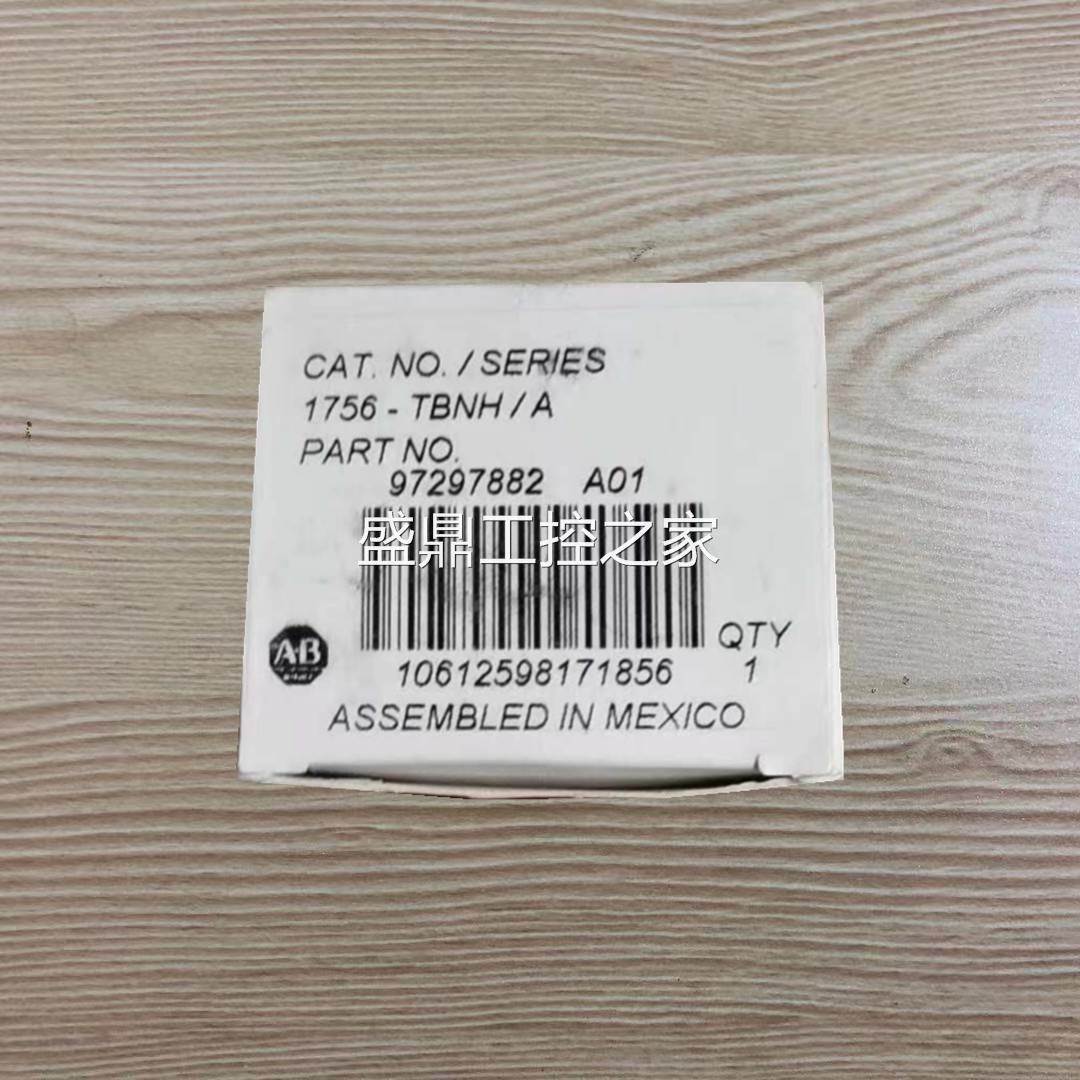 CAT. NO. / SERIES
1756 - TBNH / A
PART NO.
97297882 A01
盛鼎工控之家
AB
QTY
10612598171856 1
ASSEMBLED IN MEXICO